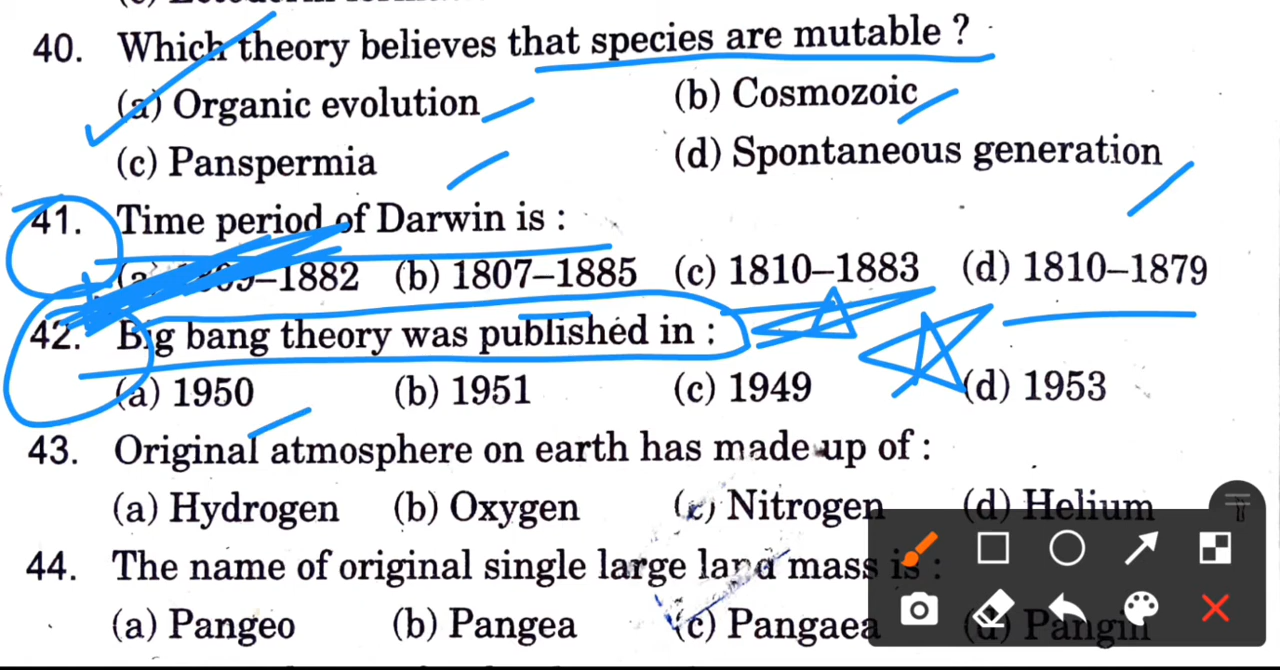 40. Which theory believes that species are mutable ?
(a) Organic evolution (b) Cosmozoic
(c) Panspermia (d) Spontaneous generation
41. Time period of Darwin is :
(a) –1882 (b) 1807–1885 (c) 1810–1883 (d) 1810–1879
42. Big bang theory was published in :
(a) 1950 (b) 1951 (c) 1949 (d) 1953
43. Original atmosphere on earth has made up of :
(a) Hydrogen (b) Oxygen (c) Nitrogen (d) Helium
44. The name of original single large land mass is :
(a) Pangeo (b) Pangea (c) Pangaea (d)